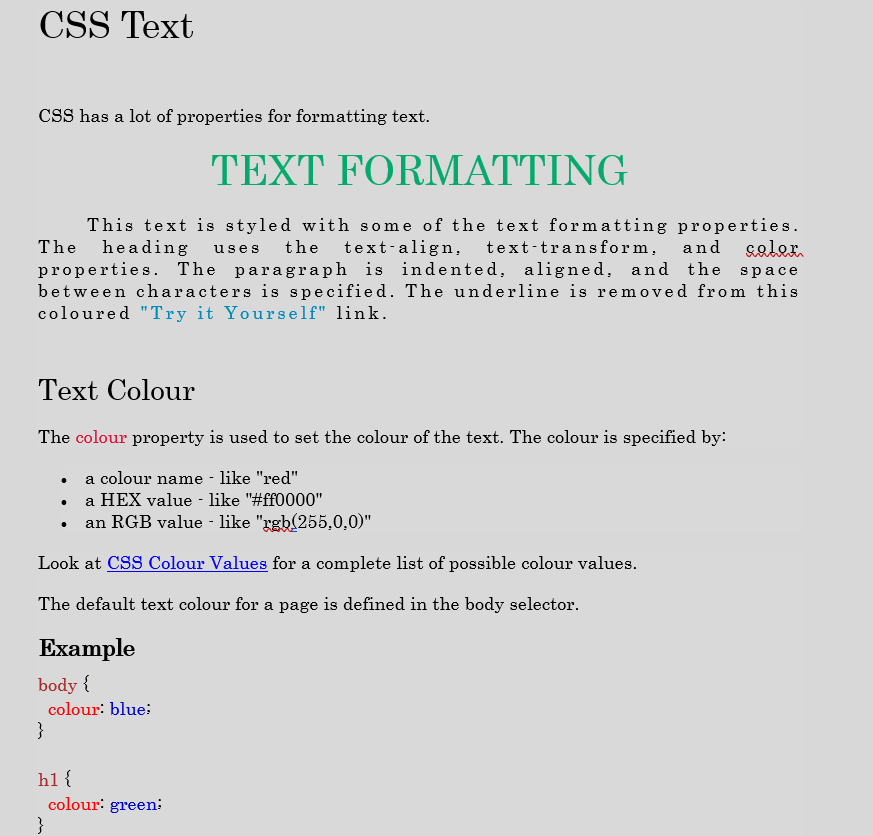 CSS Text
CSS has a lot of properties for formatting text.
TEXT FORMATTING
This text is styled with some of the text formatting properties.
The heading uses the text-align, text-transform, and color
properties. The paragraph is indented, aligned, and the space
between characters is specified. The underline is removed from this
coloured "Try it Yourself" link.
Text Colour
The colour property is used to set the colour of the text. The colour is specified by:
• a colour name - like "red"
• a HEX value - like "#ff0000"
• an RGB value - like "rgb(255,0,0)"
Look at CSS Colour Values for a complete list of possible colour values.
The default text colour for a page is defined in the body selector.
Example
body {
  colour: blue;
}
h1 {
  colour: green;
}